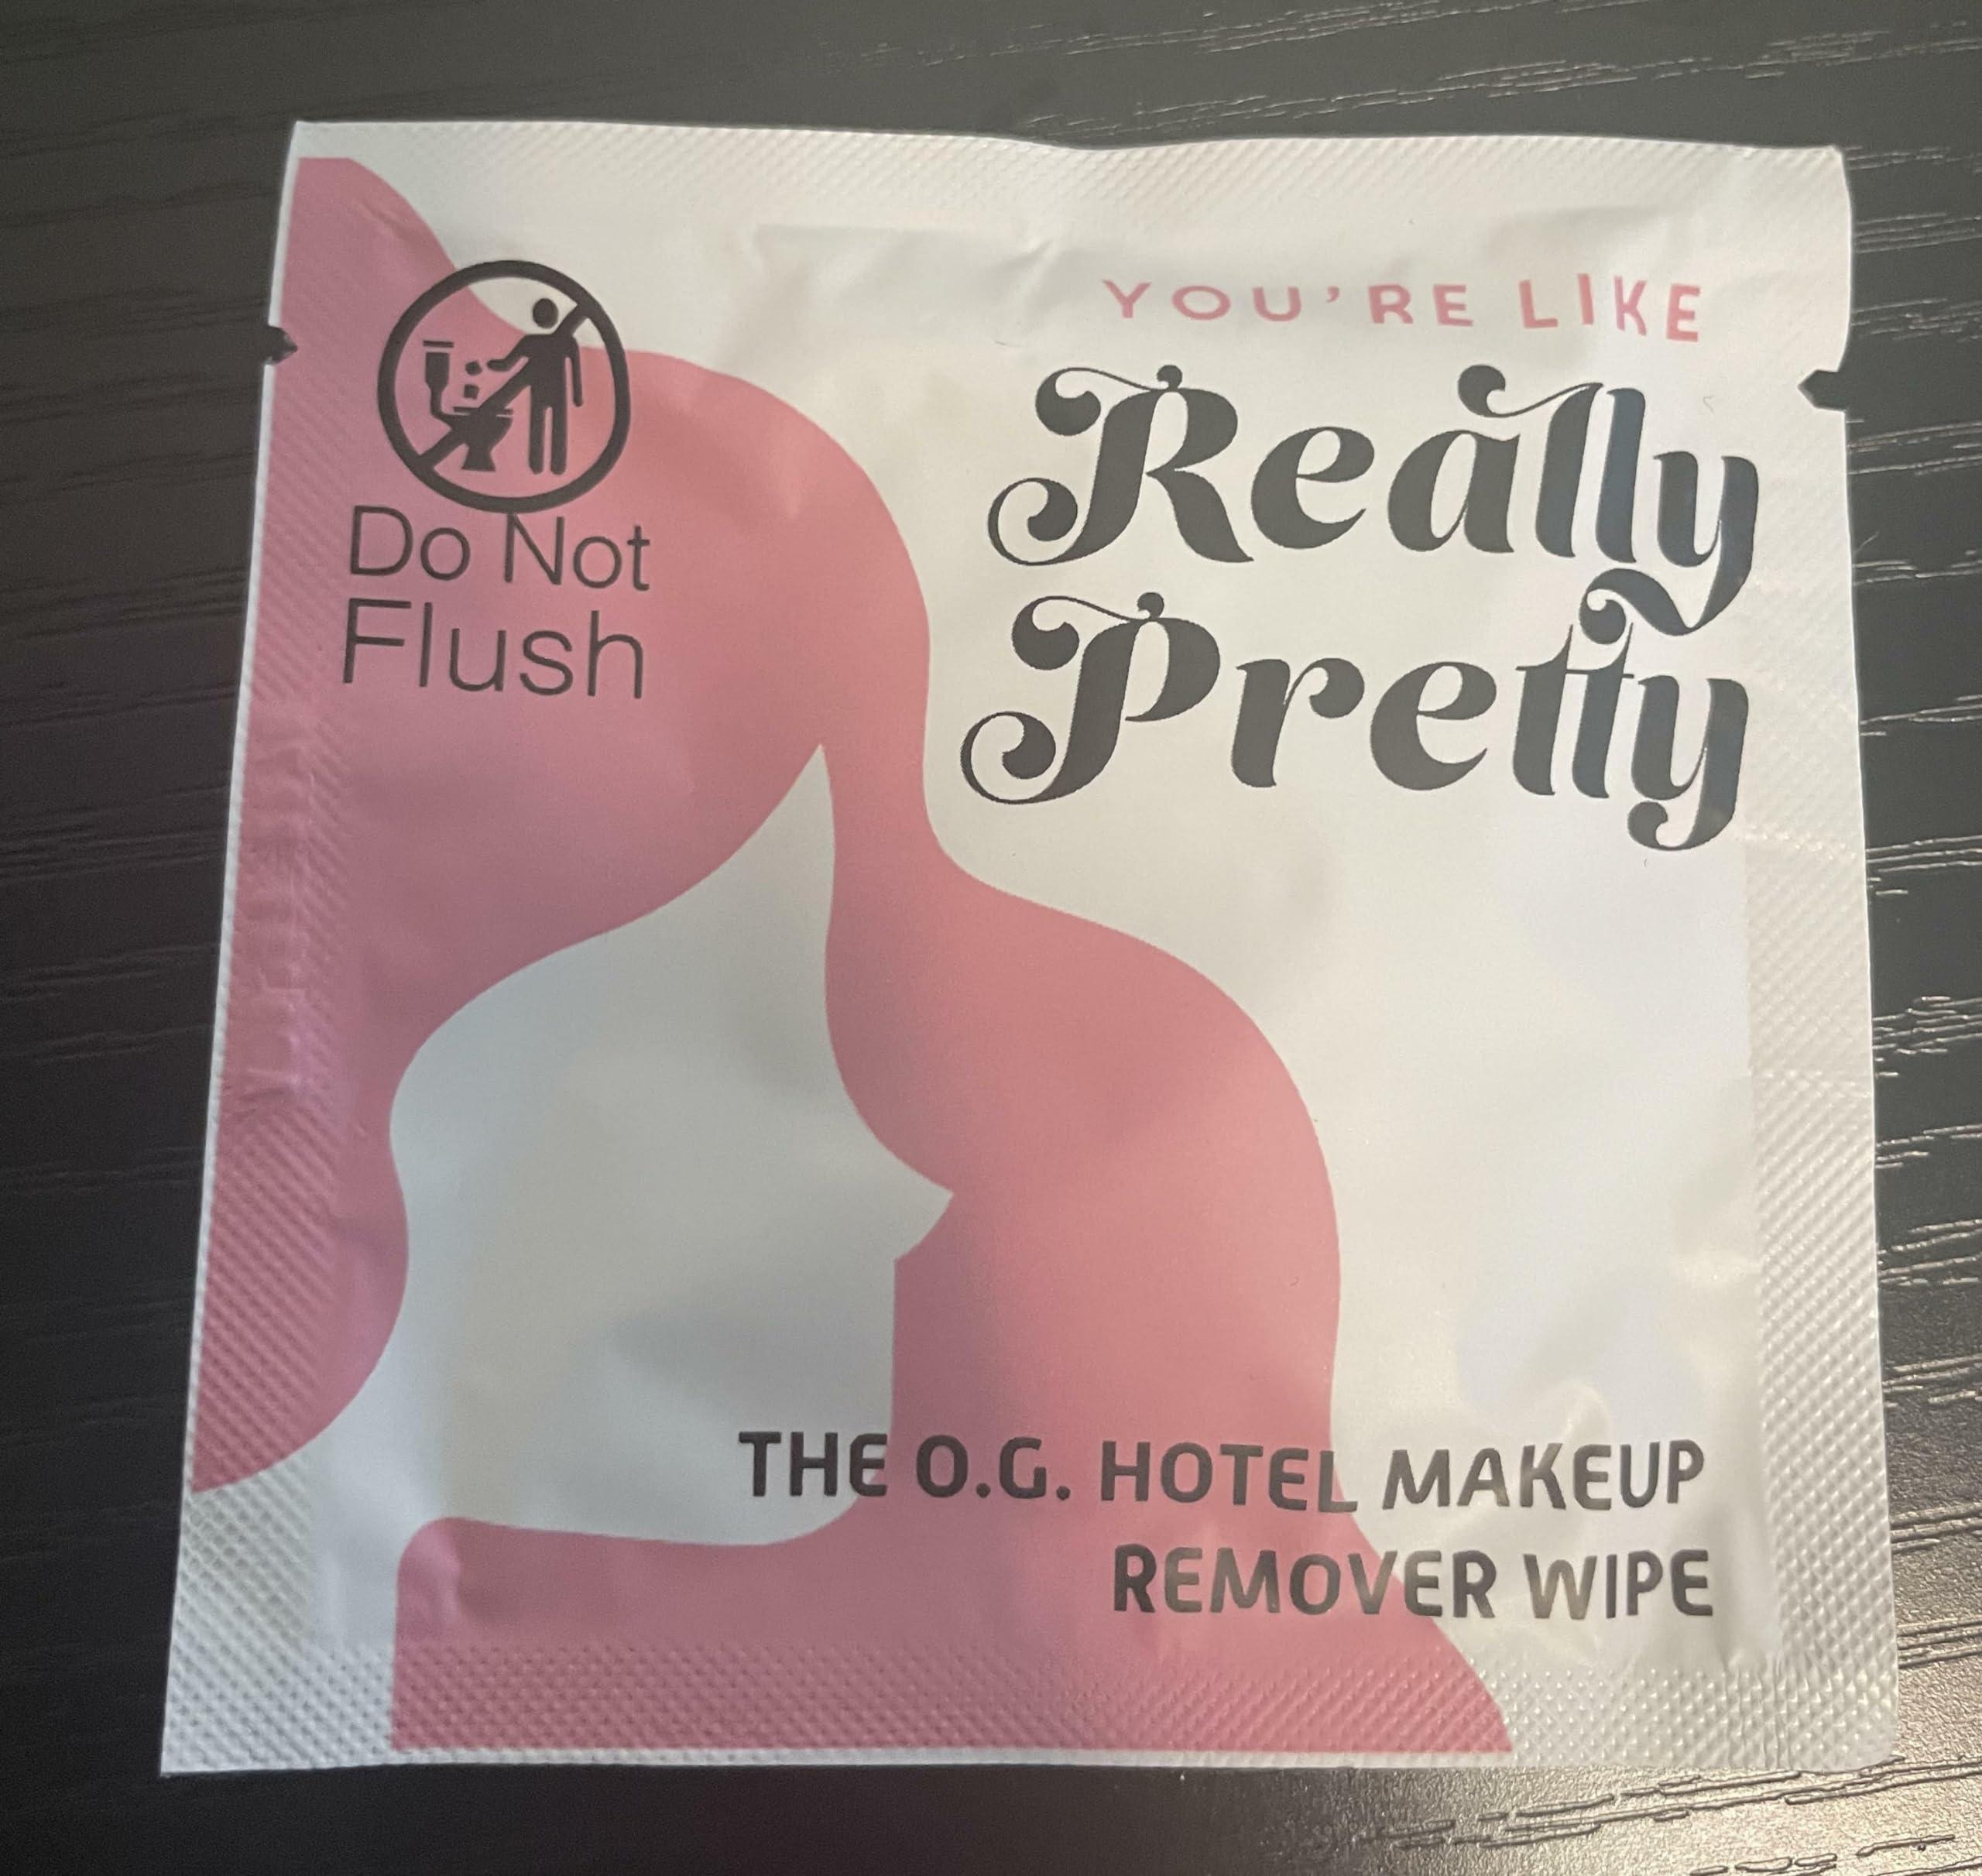 Do Not
Flush
YOU'RE LIKE
Really
Pretty
THE O.G. HOTEL MAKEUP
REMOVER WIPE